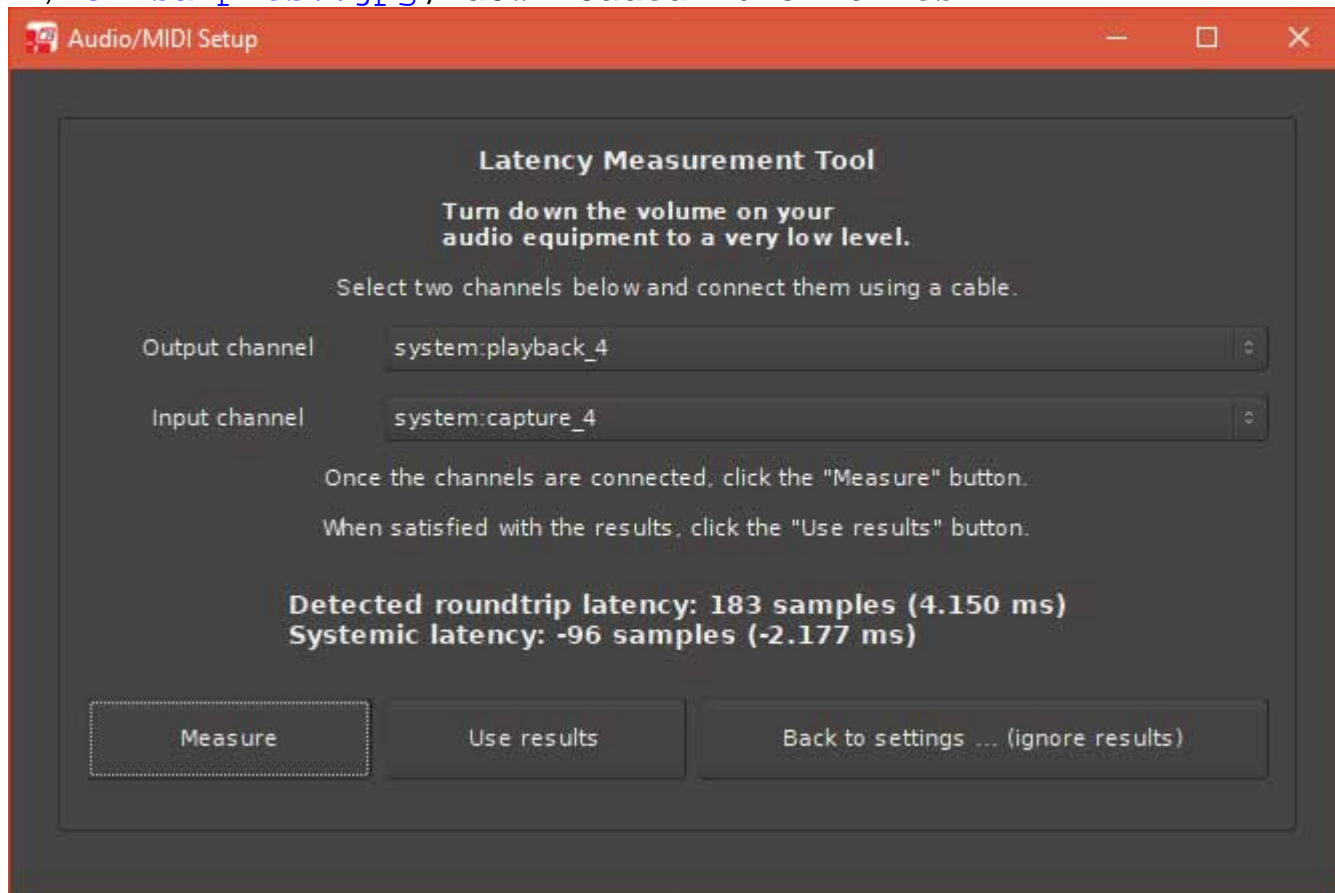 Audio/MIDI Setup
Latency Measurement Tool
Turn down the volume on your
audio equipment to a very low level.
Select two channels below and connect them using a cable.
Output channel system:playback_4
Input channel system:capture_4
Once the channels are connected, click the "Measure" button.
When satisfied with the results, click the "Use results" button.
Detected roundtrip latency: 183 samples (4.150 ms)
Systemic latency: -96 samples (-2.177 ms)
Measure Use results Back to settings ... (ignore results)